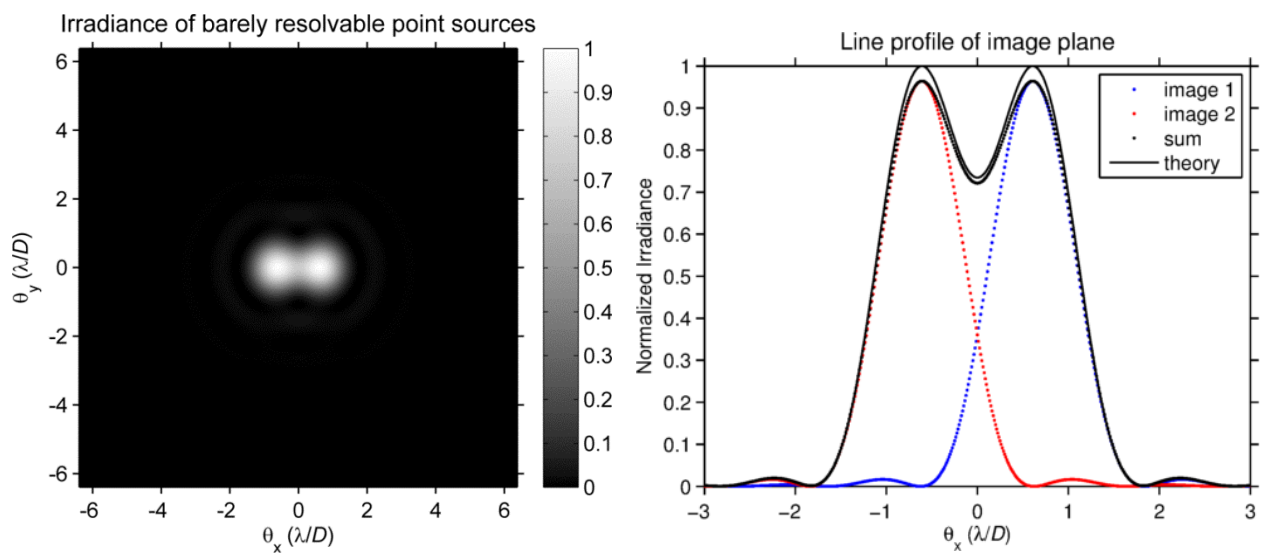 Irradiance of barely resolvable point sources
6
4
2
0
-2
-4
-6
θy (λ/D)
-6 -4 -2 0 2 4 6
θx (λ/D)
1
0.9
0.8
0.7
0.6
0.5
0.4
0.3
0.2
0.1
0
Line profile of image plane
1
0.9
0.8
0.7
0.6
0.5
0.4
0.3
0.2
0.1
0
Normalized Irradiance
−3 −2 −1 0 1 2 3
θx (λ/D)
image 1
image 2
sum
theory